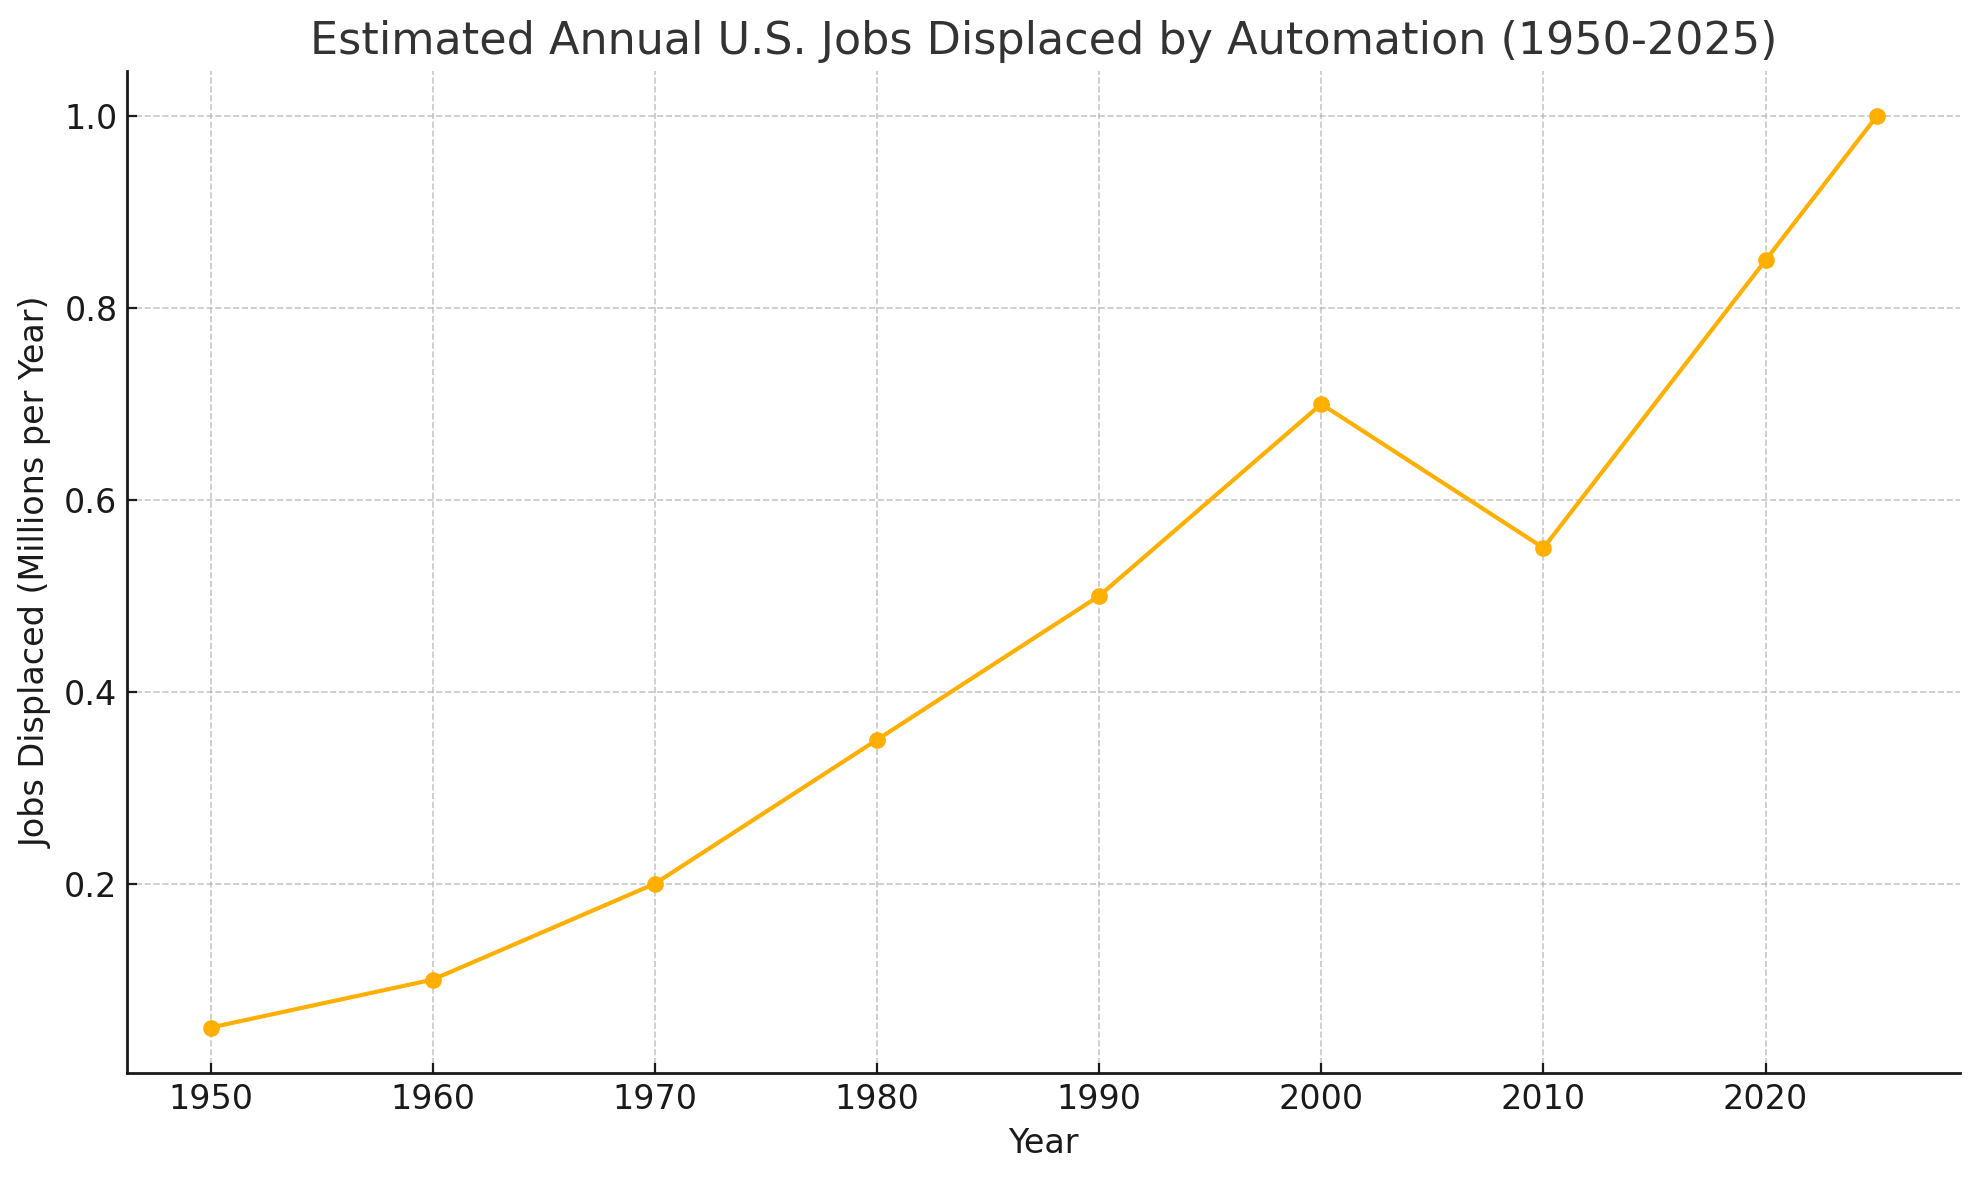 Estimated Annual U.S. Jobs Displaced by Automation (1950-2025)
Jobs Displaced (Millions per Year)
1.0
0.8
0.6
0.4
0.2
1950 1960 1970 1980 1990 2000 2010 2020
Year